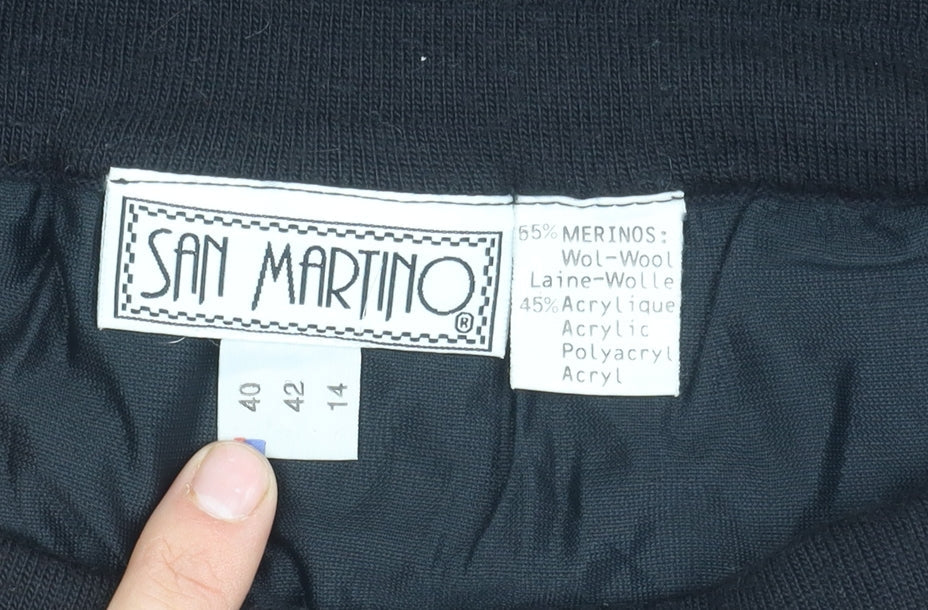 SAN MARTINO ®
55% MERINOS:
Wol-Wool
Laine-Wolle
45% Acrylique
Acrylic
Polyacryl
Acryl
40
42
14